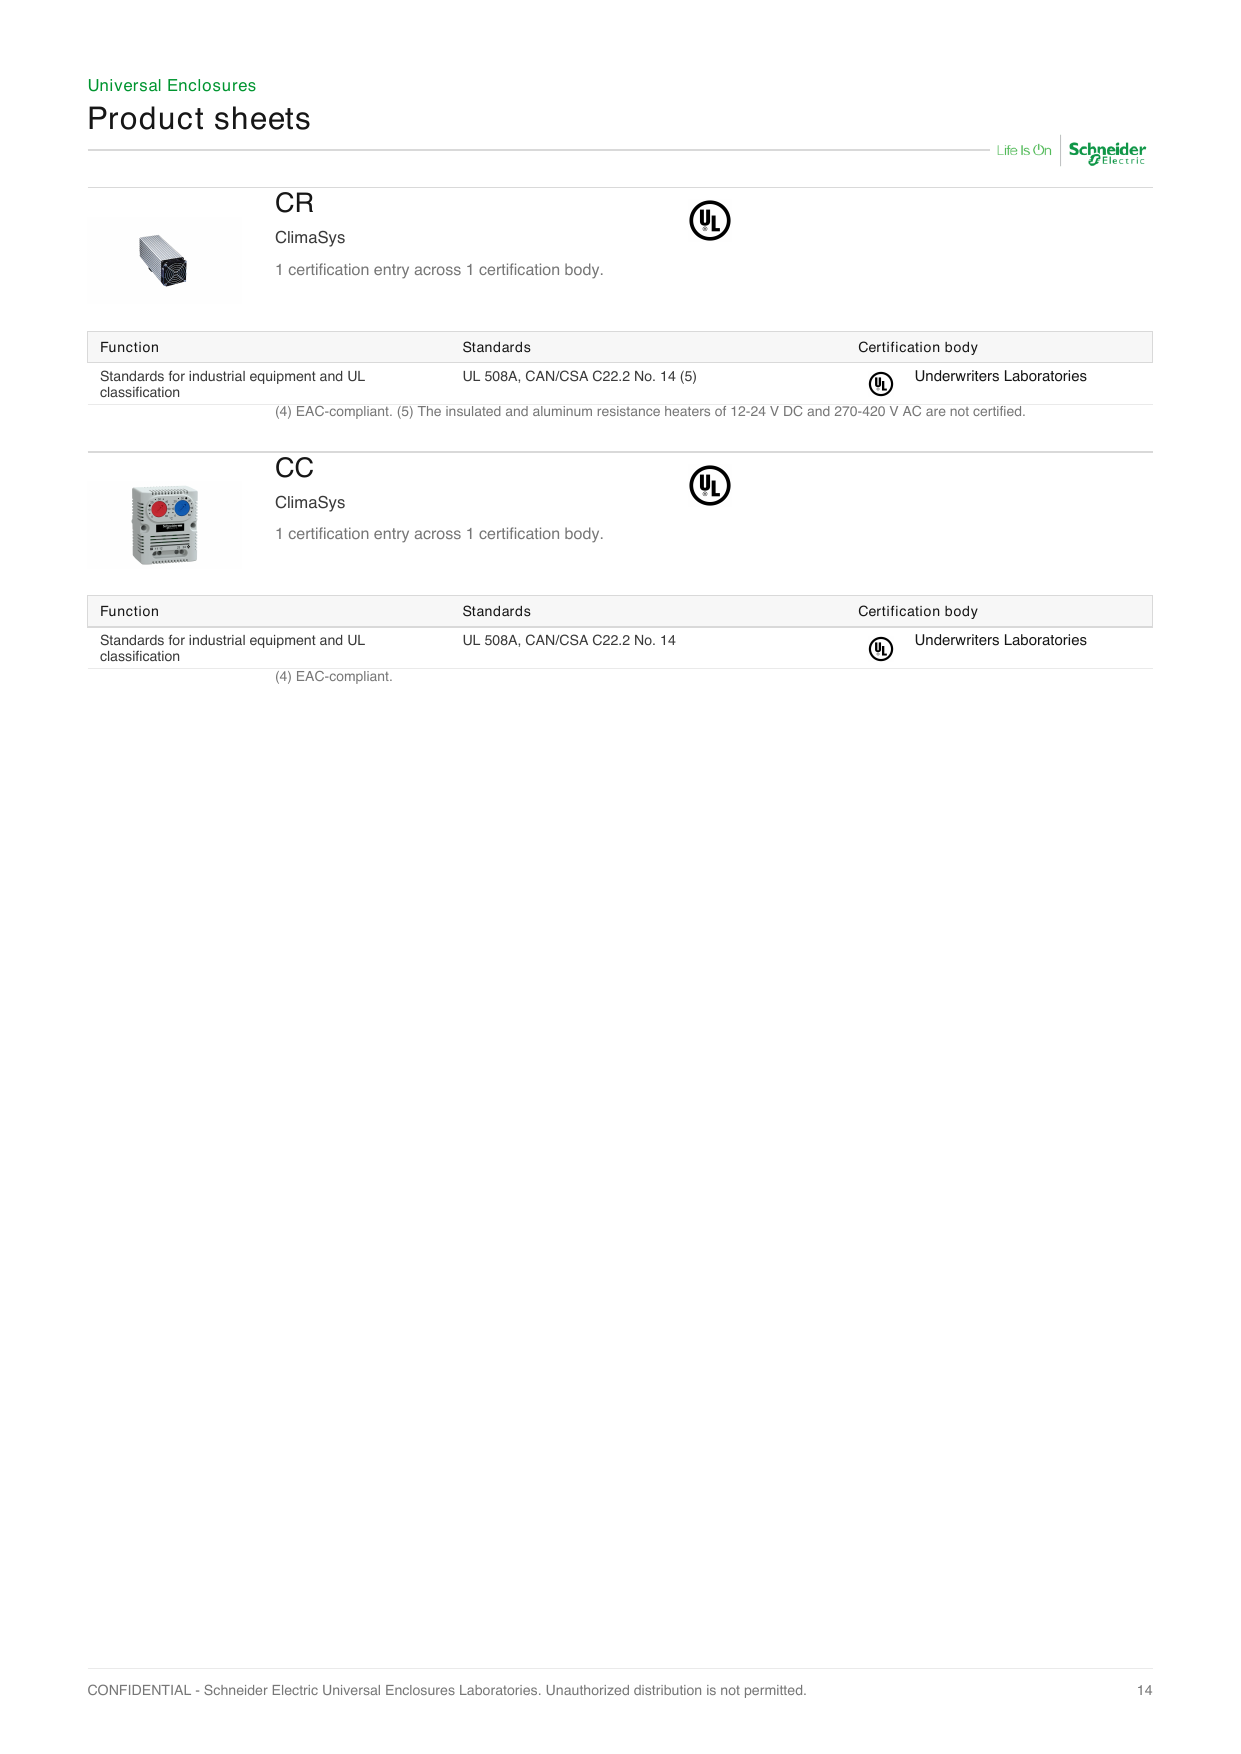 Universal Enclosures
Product sheets
Life Is On
Schneider
Electric
CR
UL
®
ClimaSys
1 certification entry across 1 certification body.
Function Standards Certification body
Standards for industrial equipment and UL
classification
UL 508A, CAN/CSA C22.2 No. 14 (5)
UL
Underwriters Laboratories
(4) EAC-compliant. (5) The insulated and aluminum resistance heaters of 12-24 V DC and 270-420 V AC are not certified.
CC
UL
®
ClimaSys
1 certification entry across 1 certification body.
Function Standards Certification body
Standards for industrial equipment and UL
classification
UL 508A, CAN/CSA C22.2 No. 14
UL
Underwriters Laboratories
(4) EAC-compliant.
CONFIDENTIAL - Schneider Electric Universal Enclosures Laboratories. Unauthorized distribution is not permitted.
14